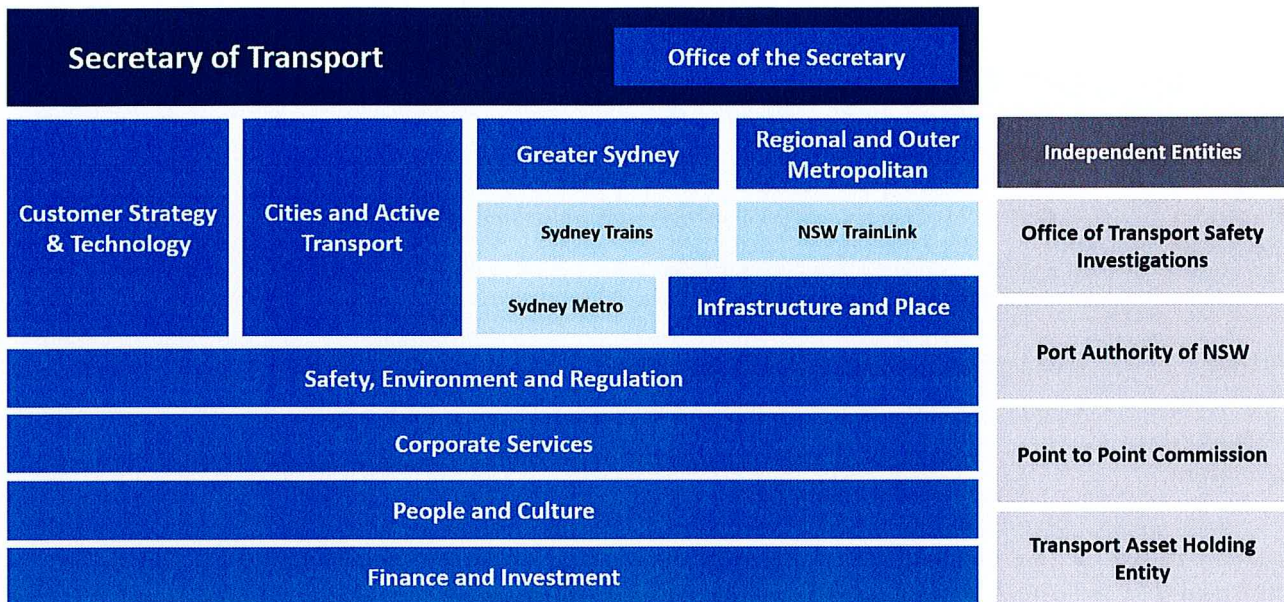 Secretary of Transport
Office of the Secretary
Customer Strategy
& Technology
Cities and Active
Transport
Greater Sydney
Regional and Outer
Metropolitan
Sydney Trains
NSW TrainLink
Sydney Metro
Infrastructure and Place
Safety, Environment and Regulation
Corporate Services
People and Culture
Finance and Investment
Independent Entities
Office of Transport Safety
Investigations
Port Authority of NSW
Point to Point Commission
Transport Asset Holding
Entity